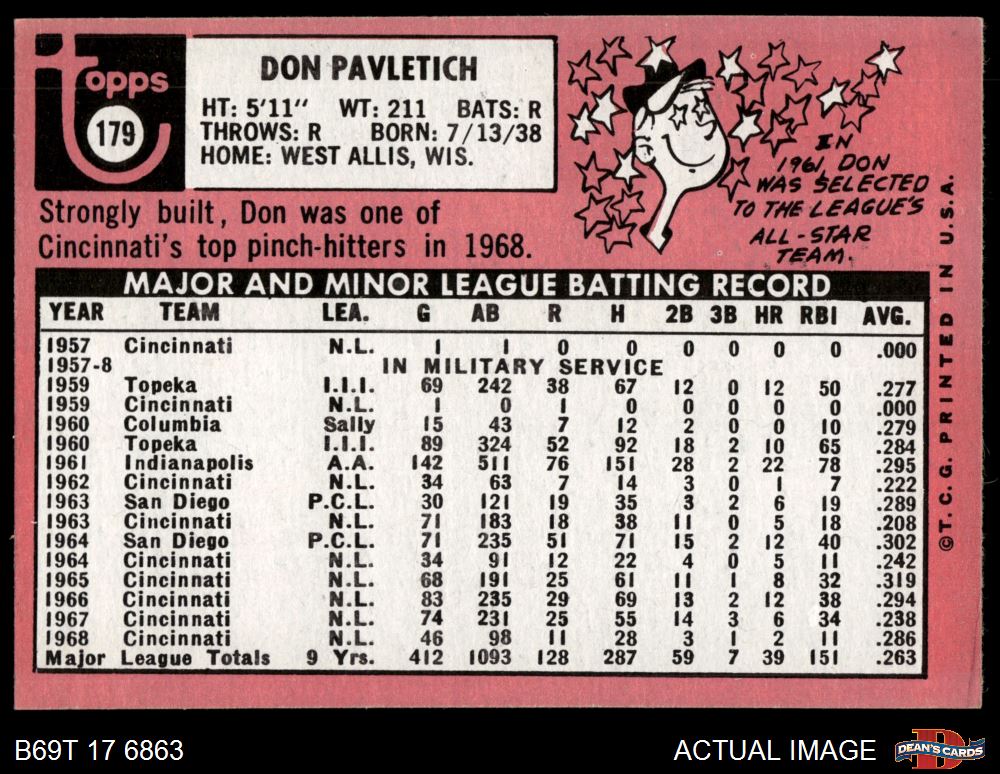 Topps
179
DON PAVLETICH
HT: 5'11" WT: 211 BATS: R
THROWS: R BORN: 7/13/38
HOME: WEST ALLIS, WIS.
IN
1961, DON
WAS SELECTED
TO THE LEAGUE'S
ALL-STAR
TEAM.
Strongly built, Don was one of
Cincinnati's top pinch-hitters in 1968.
MAJOR AND MINOR LEAGUE BATTING RECORD
YEAR TEAM LEA. G AB R H 2B 3B HR RBI AVG.
1957 Cincinnati N.L. 1 1 0 0 0 0 0 0 .000
1957-8 IN MILITARY SERVICE
1959 Topeka I.I.I. 69 242 38 67 12 0 12 50 .277
1959 Cincinnati N.L. 1 0 1 0 0 0 0 0 .000
1960 Columbia Sally 15 43 7 12 2 0 0 10 .279
1960 Topeka I.I.I. 89 324 52 92 18 2 10 65 .284
1961 Indianapolis A.A. 142 511 76 151 28 2 22 78 .295
1962 Cincinnati N.L. 34 63 7 14 3 0 1 7 .222
1963 San Diego P.C.L. 30 121 19 35 3 2 6 19 .289
1963 Cincinnati N.L. 71 183 18 38 11 0 5 18 .208
1964 San Diego P.C.L. 71 235 51 71 15 2 12 40 .302
1964 Cincinnati N.L. 34 91 12 22 4 0 5 11 .242
1965 Cincinnati N.L. 68 191 25 61 11 1 8 32 .319
1966 Cincinnati N.L. 83 235 29 69 13 2 12 38 .294
1967 Cincinnati N.L. 74 231 25 55 14 3 6 34 .238
1968 Cincinnati N.L. 46 98 11 28 3 1 2 11 .286
Major League Totals 9 Yrs. 412 1093 128 287 59 7 39 151 .263
©T.C.G. PRINTED IN U.S.A.
B69T 17 6863
ACTUAL IMAGE
D
DEAN'S CARDS